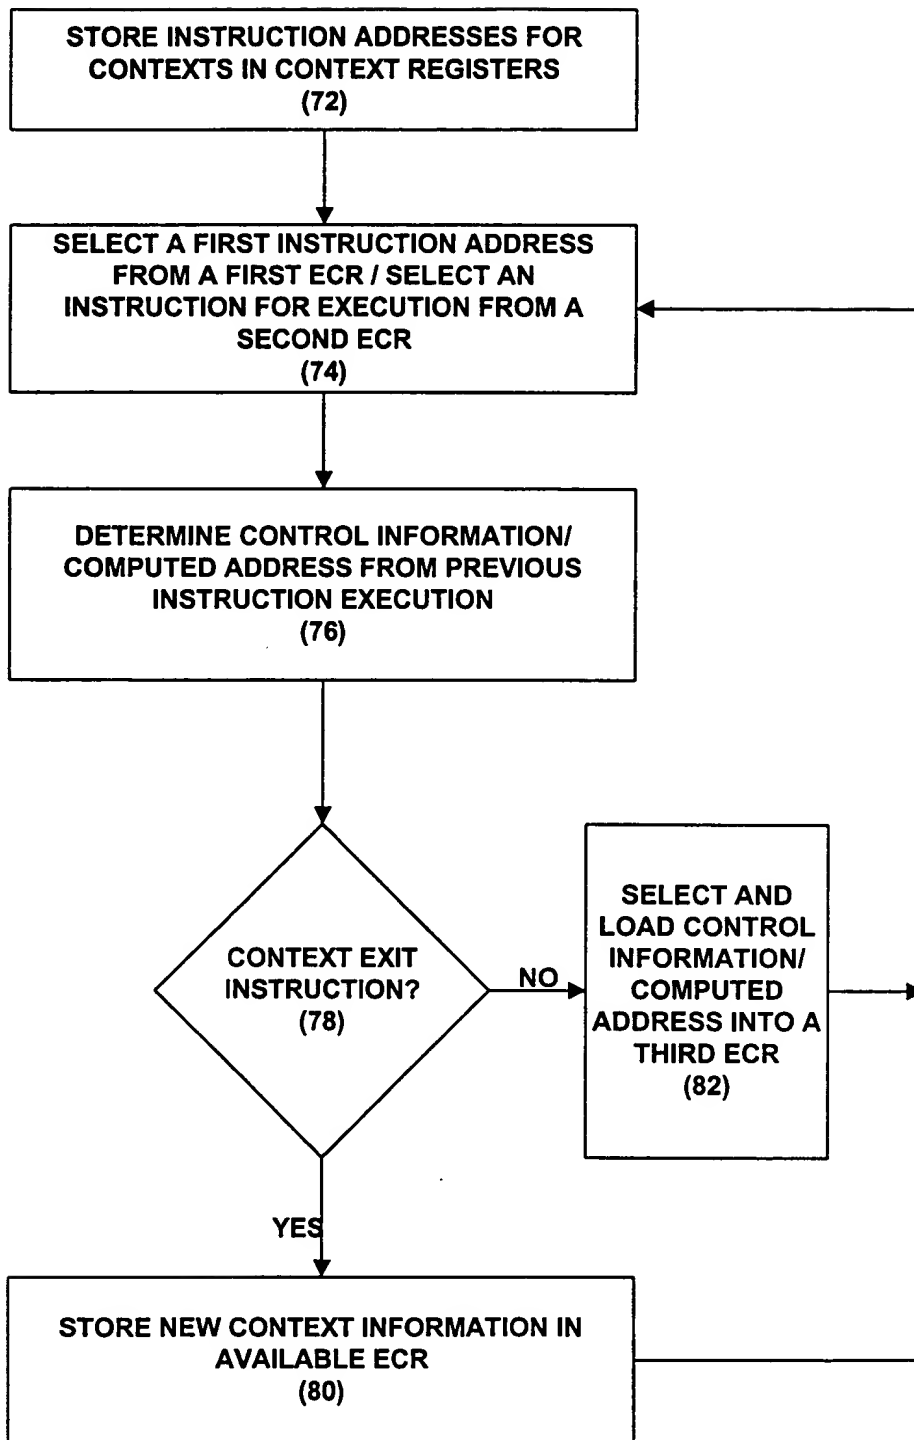 STORE INSTRUCTION ADDRESSES FOR
CONTEXTS IN CONTEXT REGISTERS
(72)
SELECT A FIRST INSTRUCTION ADDRESS
FROM A FIRST ECR / SELECT AN
INSTRUCTION FOR EXECUTION FROM A
SECOND ECR
(74)
DETERMINE CONTROL INFORMATION/
COMPUTED ADDRESS FROM PREVIOUS
INSTRUCTION EXECUTION
(76)
CONTEXT EXIT
INSTRUCTION?
(78)
NO
SELECT AND
LOAD CONTROL
INFORMATION/
COMPUTED
ADDRESS INTO A
THIRD ECR
(82)
YES
STORE NEW CONTEXT INFORMATION IN
AVAILABLE ECR
(80)